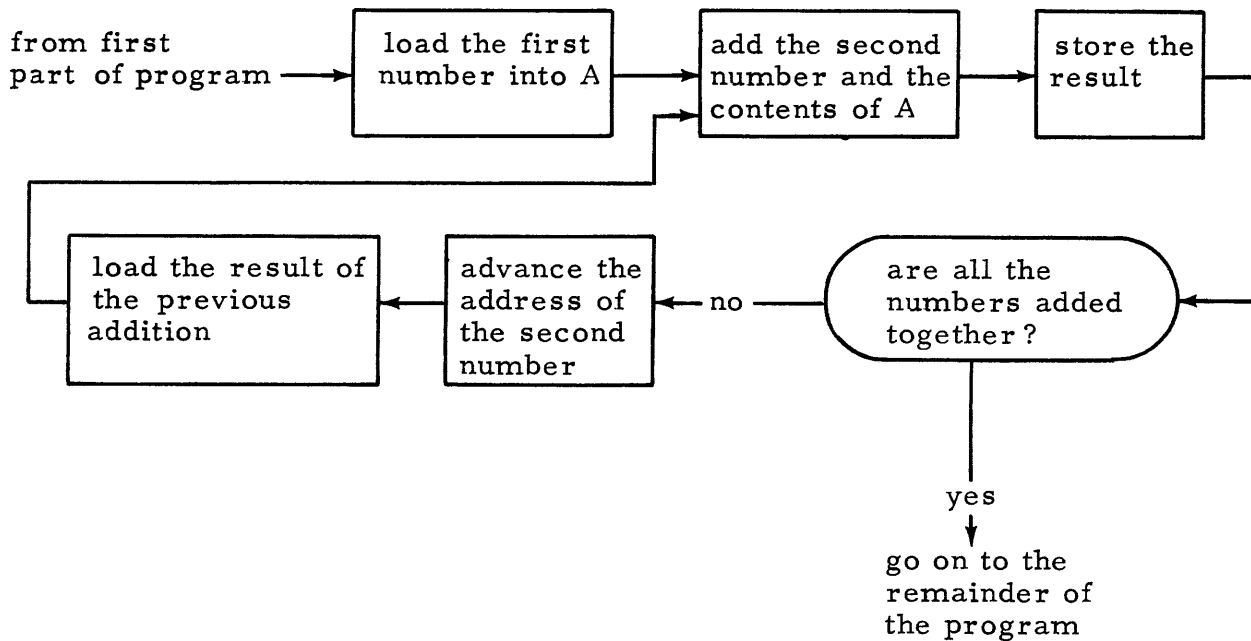 from first
part of program
load the first
number into A
add the second
number and the
contents of A
store the
result
are all the
numbers added
together?
no
advance the
address of
the second
number
load the result of
the previous
addition
yes
go on to the
remainder of
the program